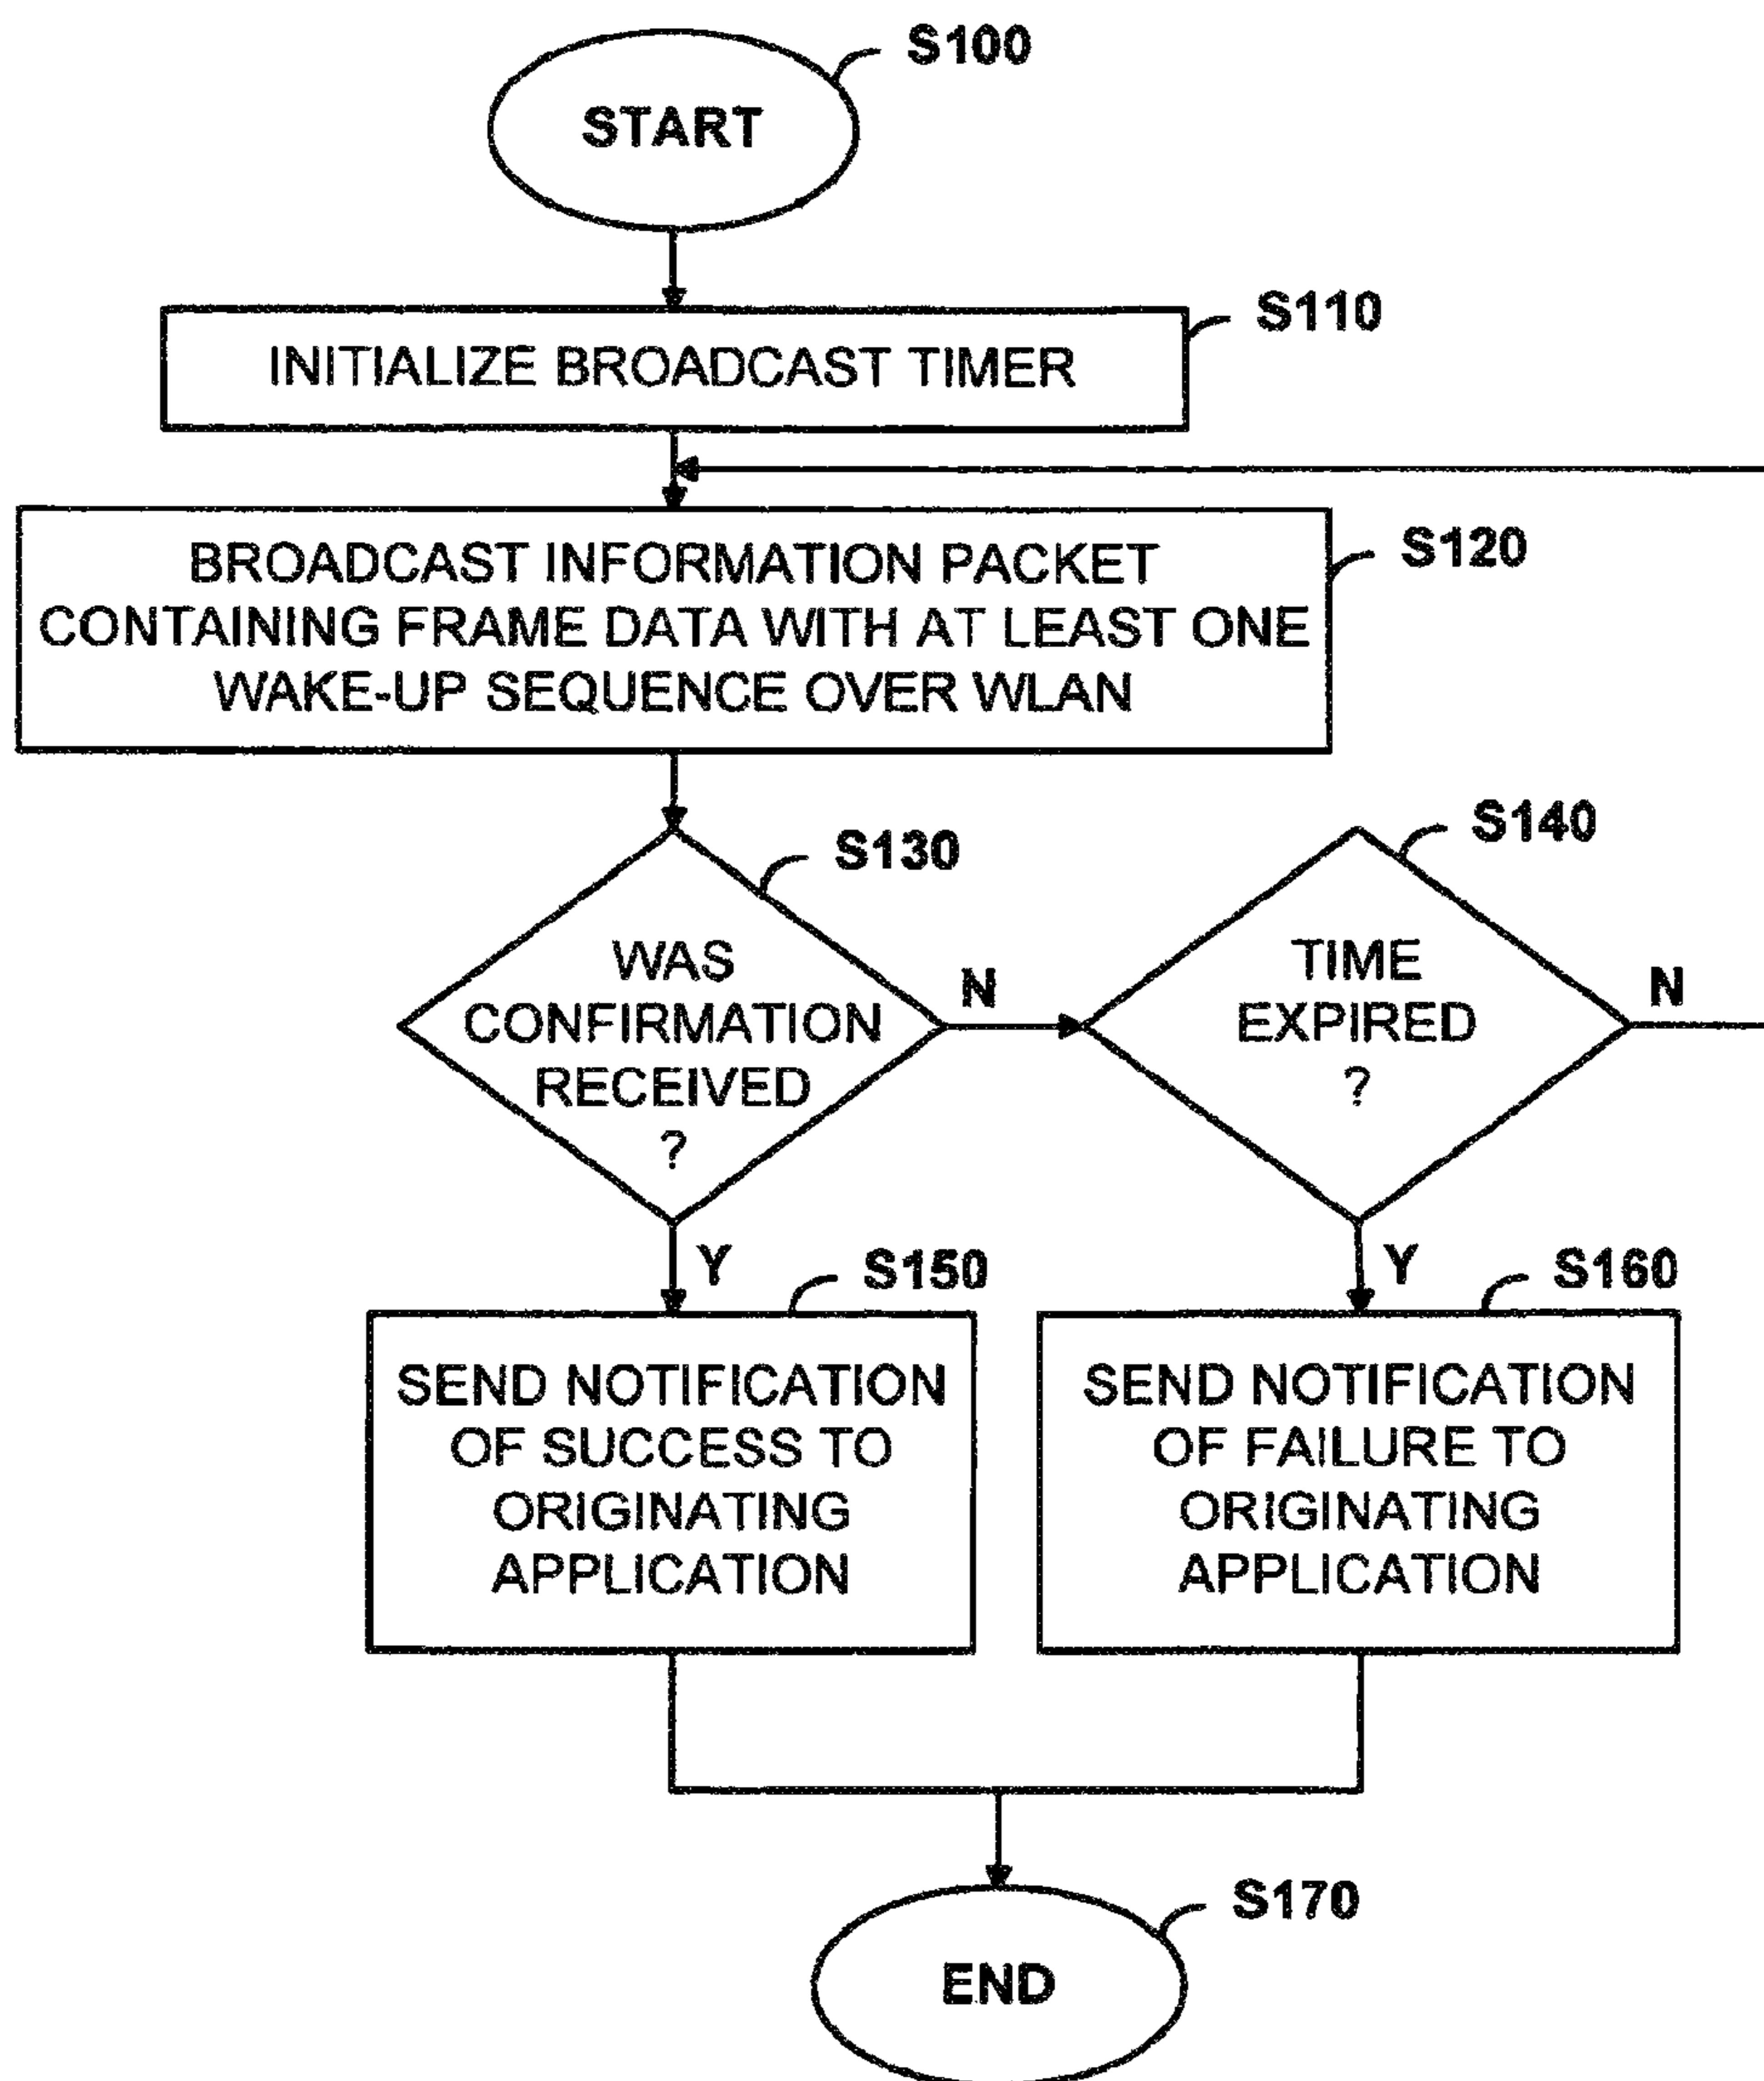 S100
START
S110
INITIALIZE BROADCAST TIMER
S120
BROADCAST INFORMATION PACKET
CONTAINING FRAME DATA WITH AT LEAST ONE
WAKE-UP SEQUENCE OVER WLAN
S130
WAS
CONFIRMATION
RECEIVED
?
N
S140
TIME
EXPIRED
?
N
Y
S150
SEND NOTIFICATION
OF SUCCESS TO
ORIGINATING
APPLICATION
Y
S160
SEND NOTIFICATION
OF FAILURE TO
ORIGINATING
APPLICATION
S170
END